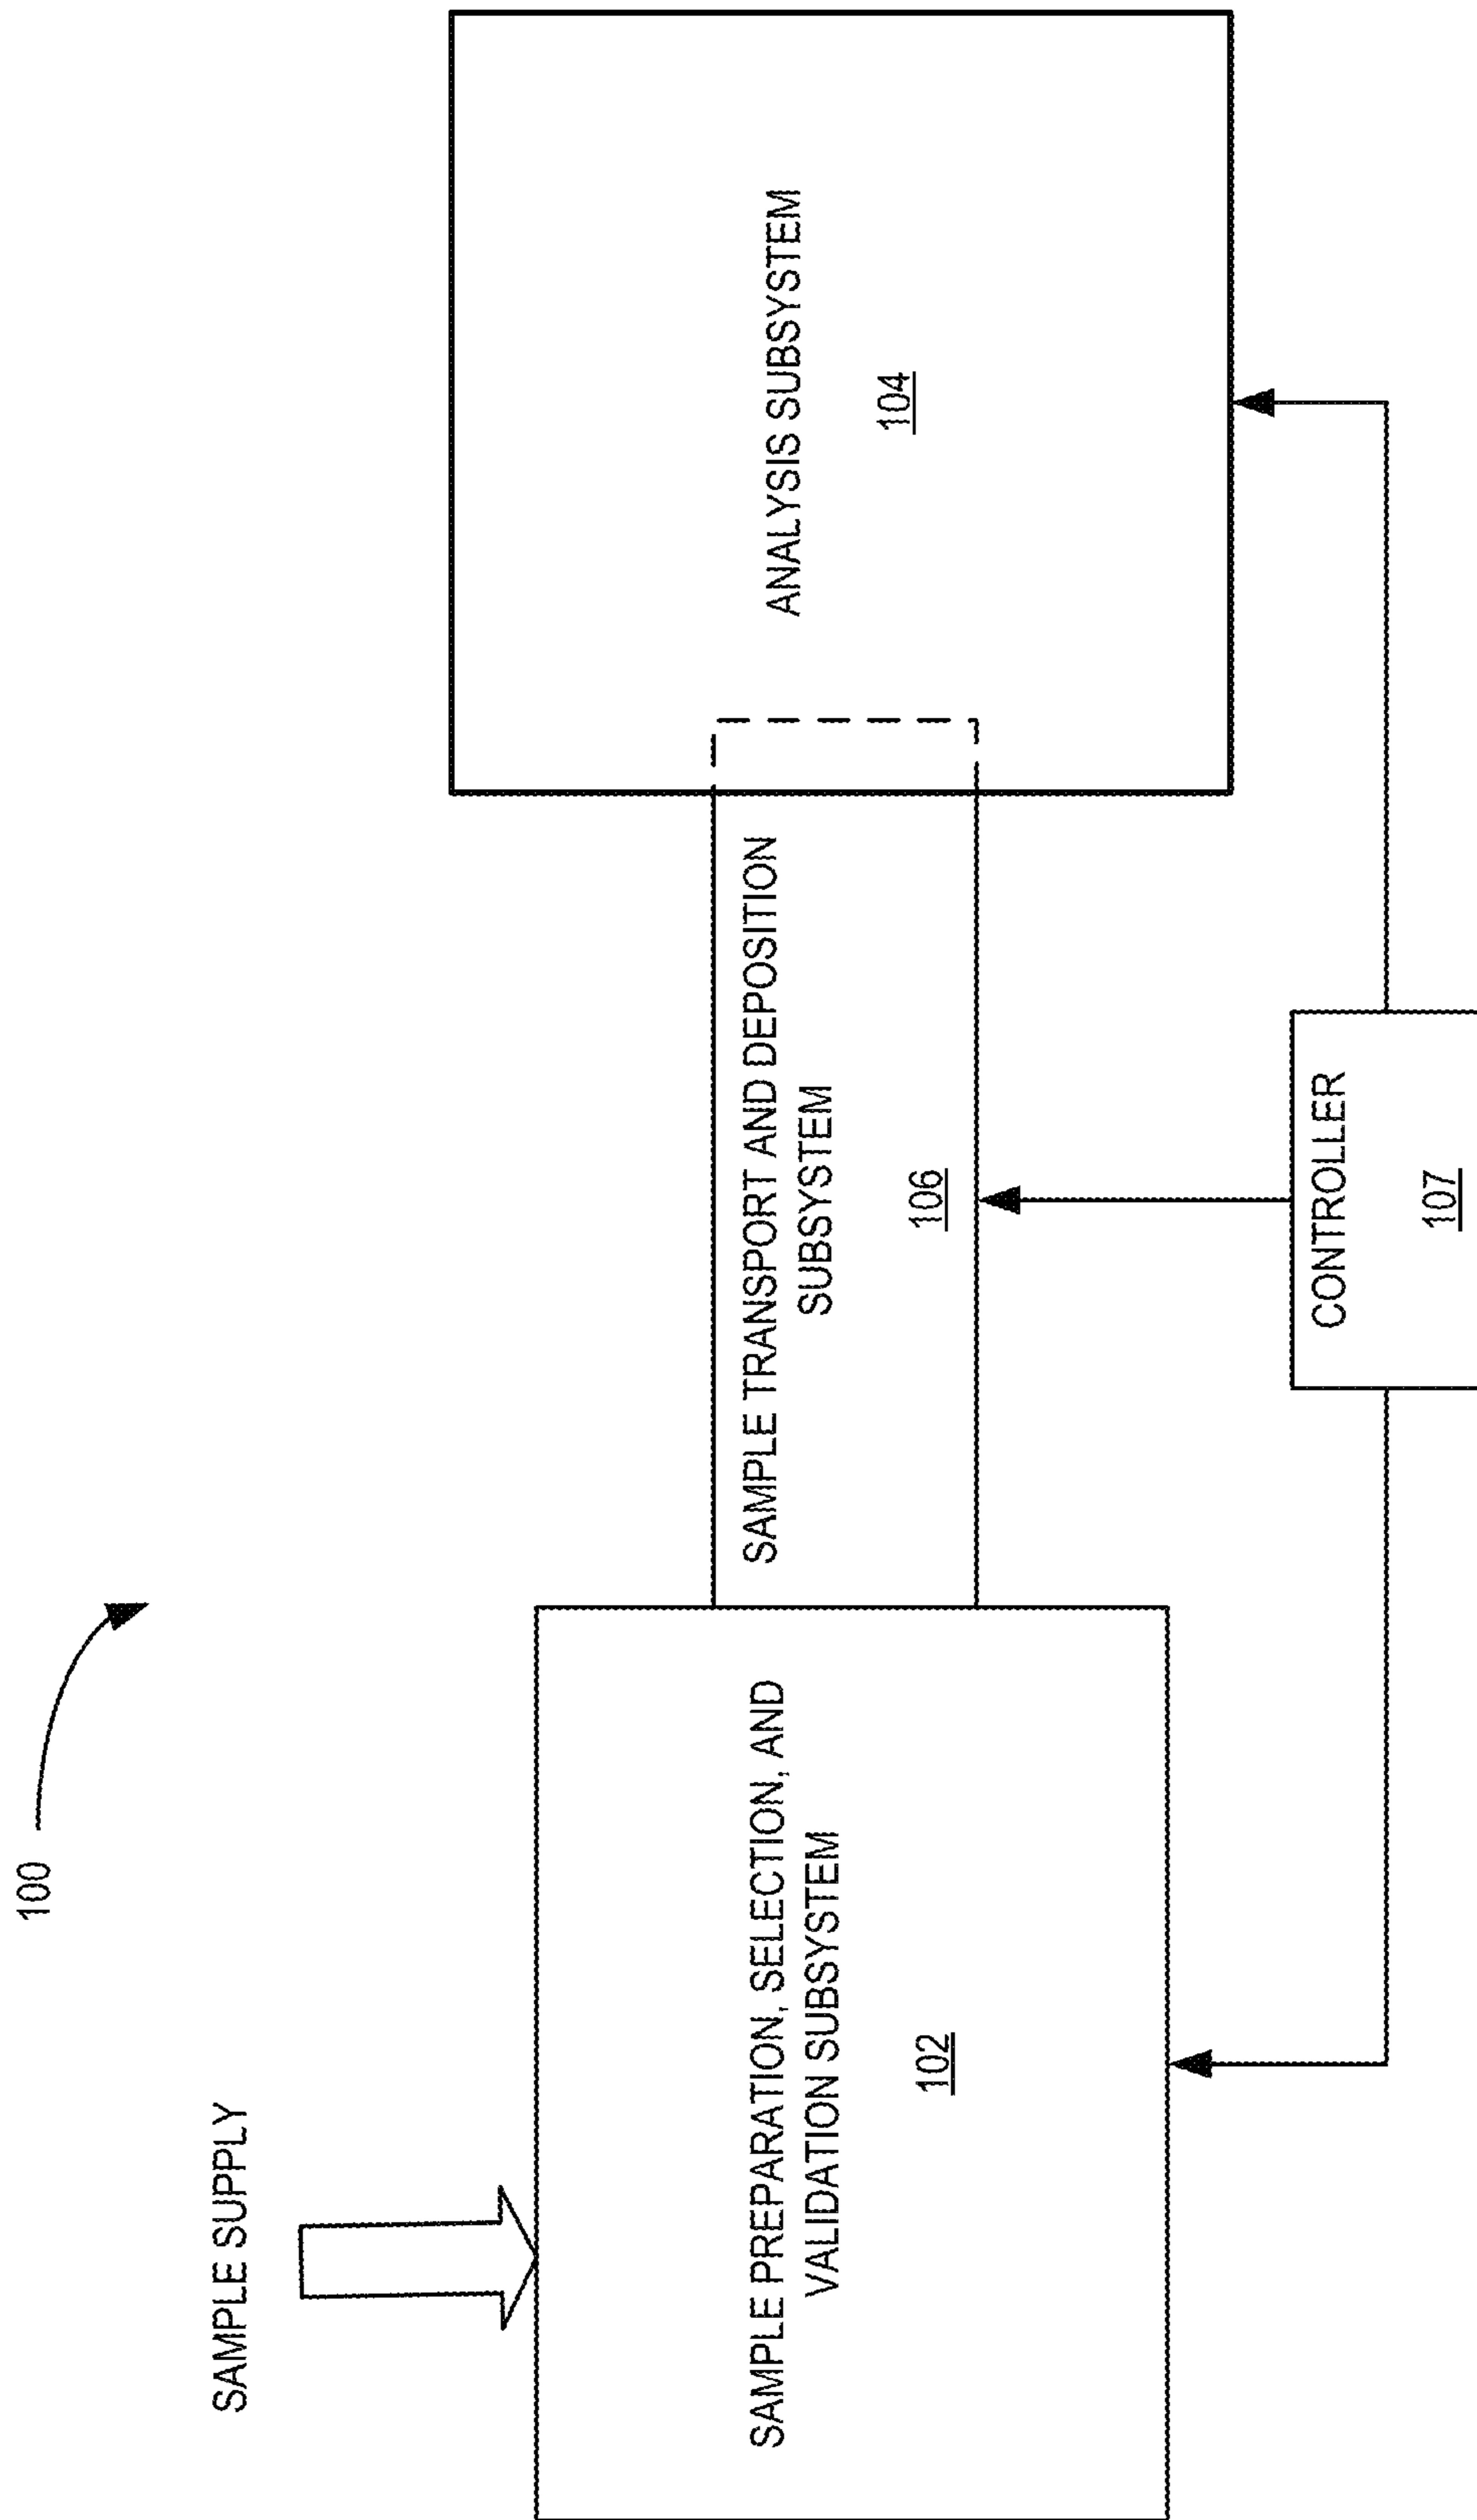 100
SAMPLE SUPPLY
SAMPLE PREPARATION, SELECTION, AND
VALIDATION SUBSYSTEM
102
SAMPLE TRANSPORT AND DEPOSITION
SUBSYSTEM
106
ANALYSIS SUBSYSTEM
104
CONTROLLER
107